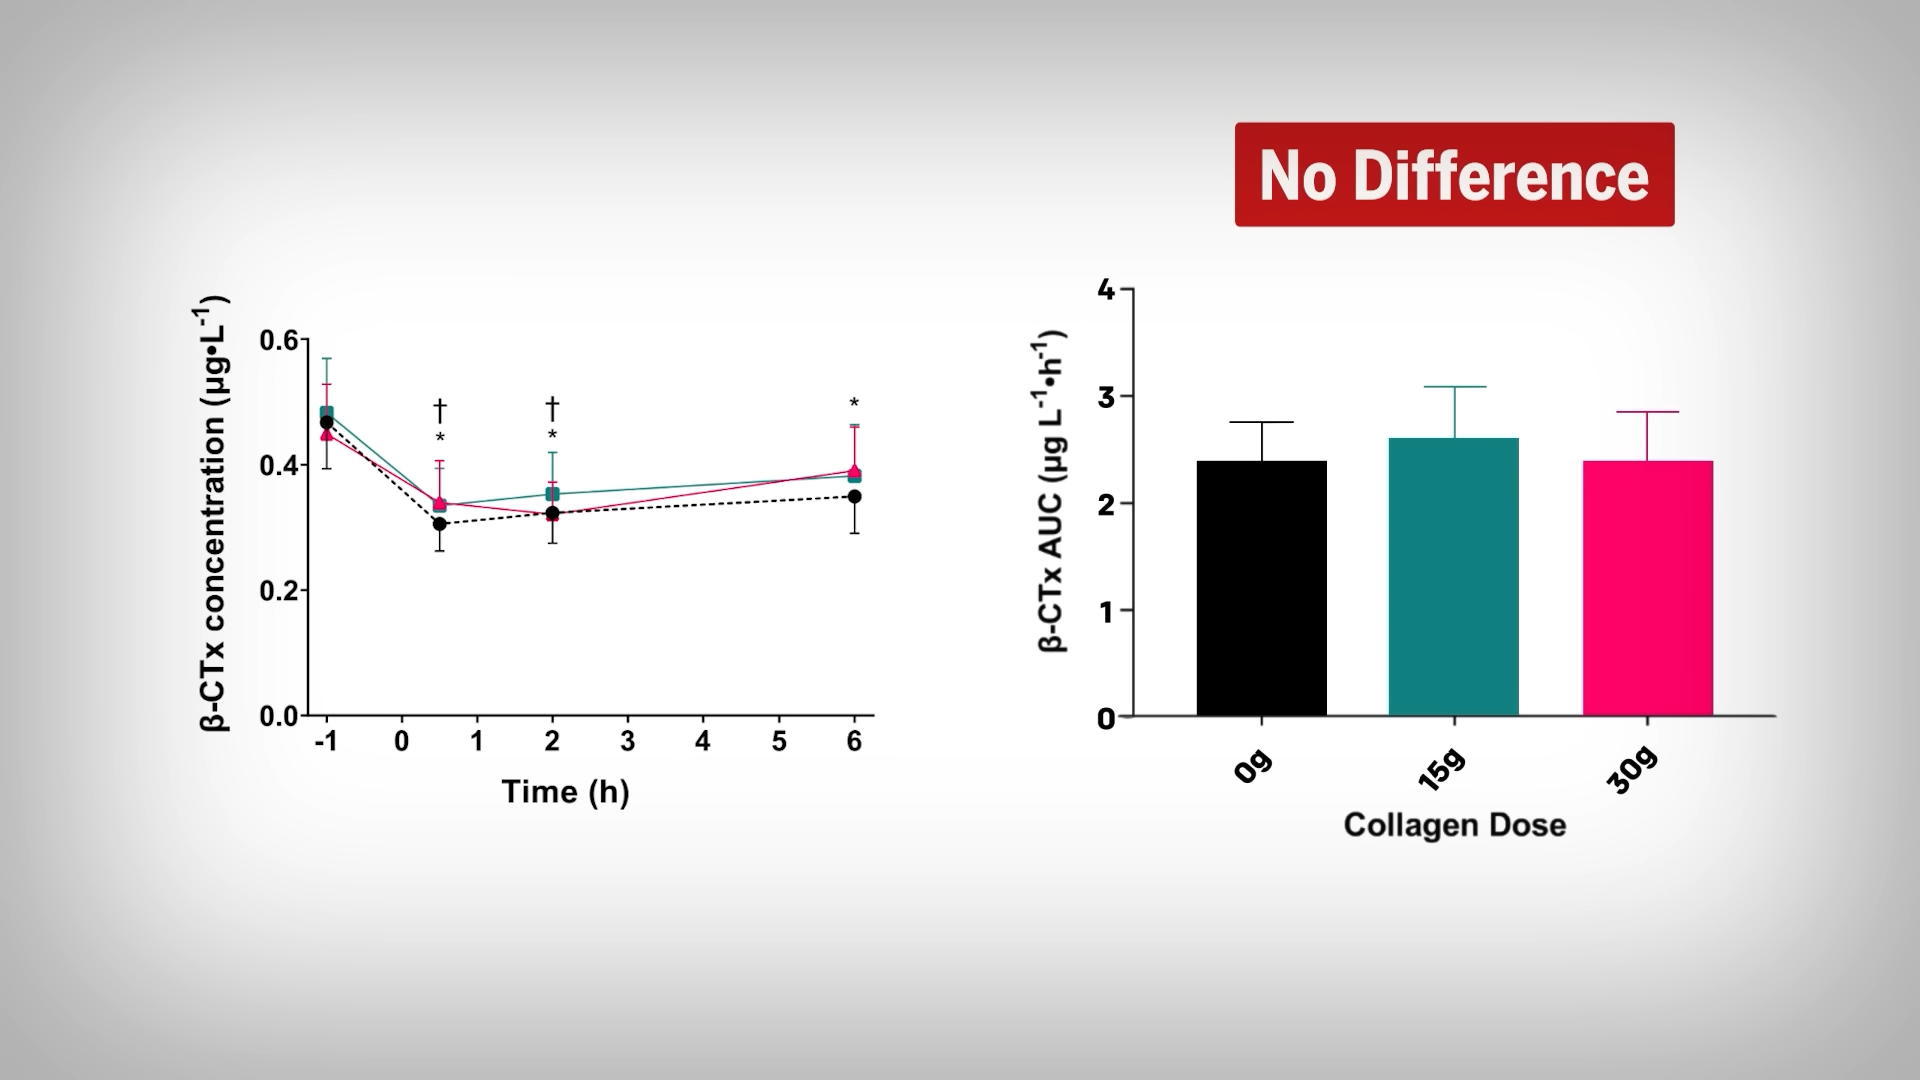 No Difference
β-CTx concentration (µg•L⁻¹)
0.6
0.4
0.2
0.0
-1 0 1 2 3 4 5 6
Time (h)
† † *
* *
β-CTx AUC (µg L⁻¹•h⁻¹)
4
3
2
1
0
0g 15g 30g
Collagen Dose